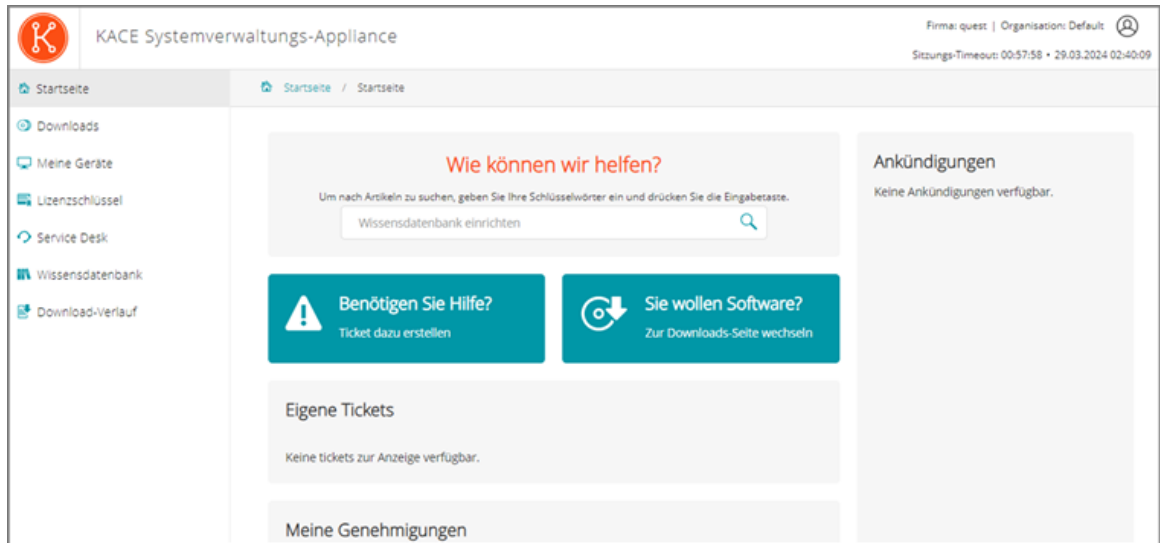 KACE Systemverwaltungs-Appliance
Firma: quest | Organisation: Default
Sitzungs-Timeout: 00:57:58 • 29.03.2024 02:40:09
Startseite
Downloads
Meine Geräte
Lizenzschlüssel
Service Desk
Wissensdatenbank
Download-Verlauf
Startseite / Startseite
Wie können wir helfen?
Um nach Artikeln zu suchen, geben Sie Ihre Schlüsselwörter ein und drücken Sie die Eingabetaste.
Wissensdatenbank einrichten
Benötigen Sie Hilfe?
Ticket dazu erstellen
Sie wollen Software?
Zur Downloads-Seite wechseln
Eigene Tickets
Keine tickets zur Anzeige verfügbar.
Meine Genehmigungen
Ankündigungen
Keine Ankündigungen verfügbar.